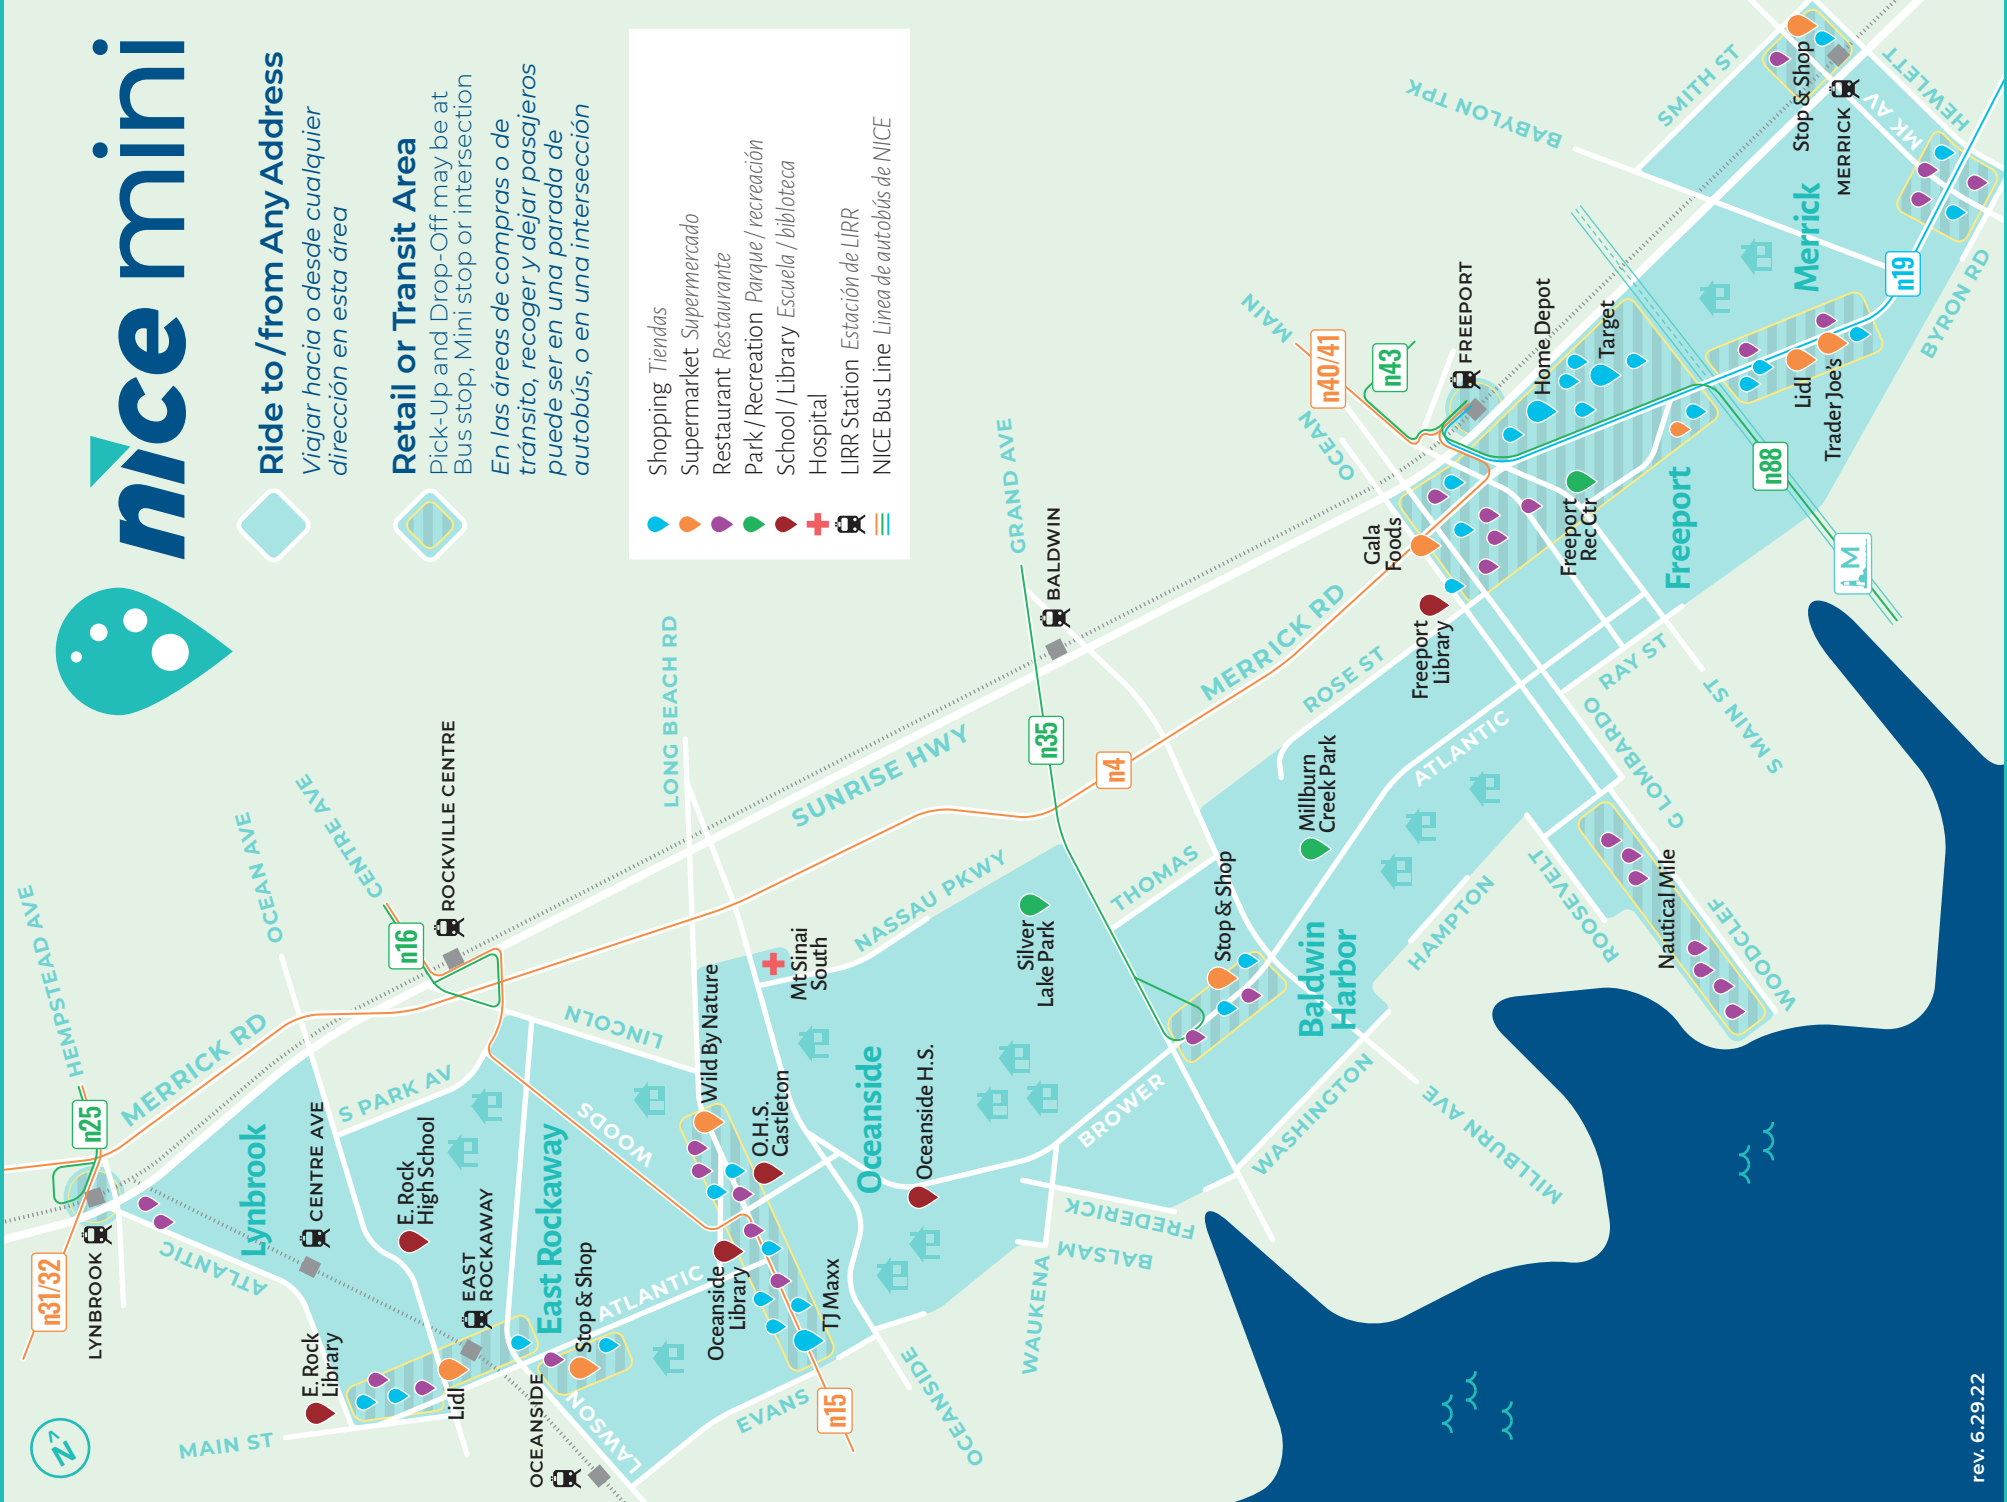 nice mini
Ride to/from Any Address
Viajar hacia o desde cualquier
dirección en esta área
Retail or Transit Area
Pick-Up and Drop-Off may be at
Bus stop, Mini stop or intersection
En las áreas de compras o de
tránsito, recoger y dejar pasajeros
puede ser en una parada de
autobús, o en una intersección
Shopping Tiendas
Supermarket Supermercado
Restaurant Restaurante
Park/Recreation Parque/recreación
School/Library Escuela/bibloteca
Hospital
LIRR Station Estación de LIRR
NICE Bus Line Linea de autobús de NICE
N
HEMPSTEAD AVE
OCEAN AVE
CENTRE AVE
MERRICK RD
n25
n31/32
LYNBROOK
ATLANTIC
Lynbrook
CENTRE AVE
S PARK AV
n16
ROCKVILLE CENTRE
E. Rock
High School
E. Rock
Library
MAIN ST
EAST
ROCKAWAY
Lidl
East Rockaway
Stop & Shop
OCEANSIDE
LAWSON
ATLANTIC
WOODS
LINCOLN
LONG BEACH RD
SUNRISE HWY
Wild By Nature
O.H.S.
Castleton
Oceanside
Library
TJ Maxx
EVANS
n15
OCEANSIDE
Mt Sinai
South
NASSAU PKWY
Oceanside
Oceanside H.S.
Silver
Lake Park
BROWER
WAUKENA
BALSAM
FREDERICK
WASHINGTON
MILLBURN AVE
GRAND AVE
BALDWIN
n35
n4
MERRICK RD
THOMAS
Stop & Shop
Baldwin
Harbor
HAMPTON
Millburn
Creek Park
ROSE ST
ATLANTIC
ROOSEVELT
Nautical Mile
WOODCLEF
G LOMBARDO
RAY ST
S MAIN ST
Freeport
Library
Gala
Foods
OCEAN
MAIN
n40/41
n43
FREEPORT
Home Depot
Target
Freeport
Rec Ctr
Freeport
n88
M
Lidl
Trader Joe's
BYRON RD
n19
Merrick
BABYLON TPK
SMITH ST
Stop & Shop
MERRICK
MK AV
HEWLETT
rev. 6.29.22